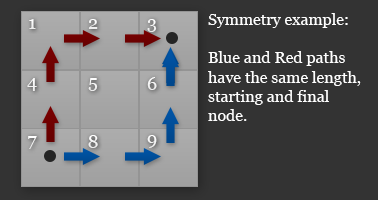 1 2 3
4 5 6
7 8 9
Symmetry example:
Blue and Red paths
have the same length,
starting and final
node.